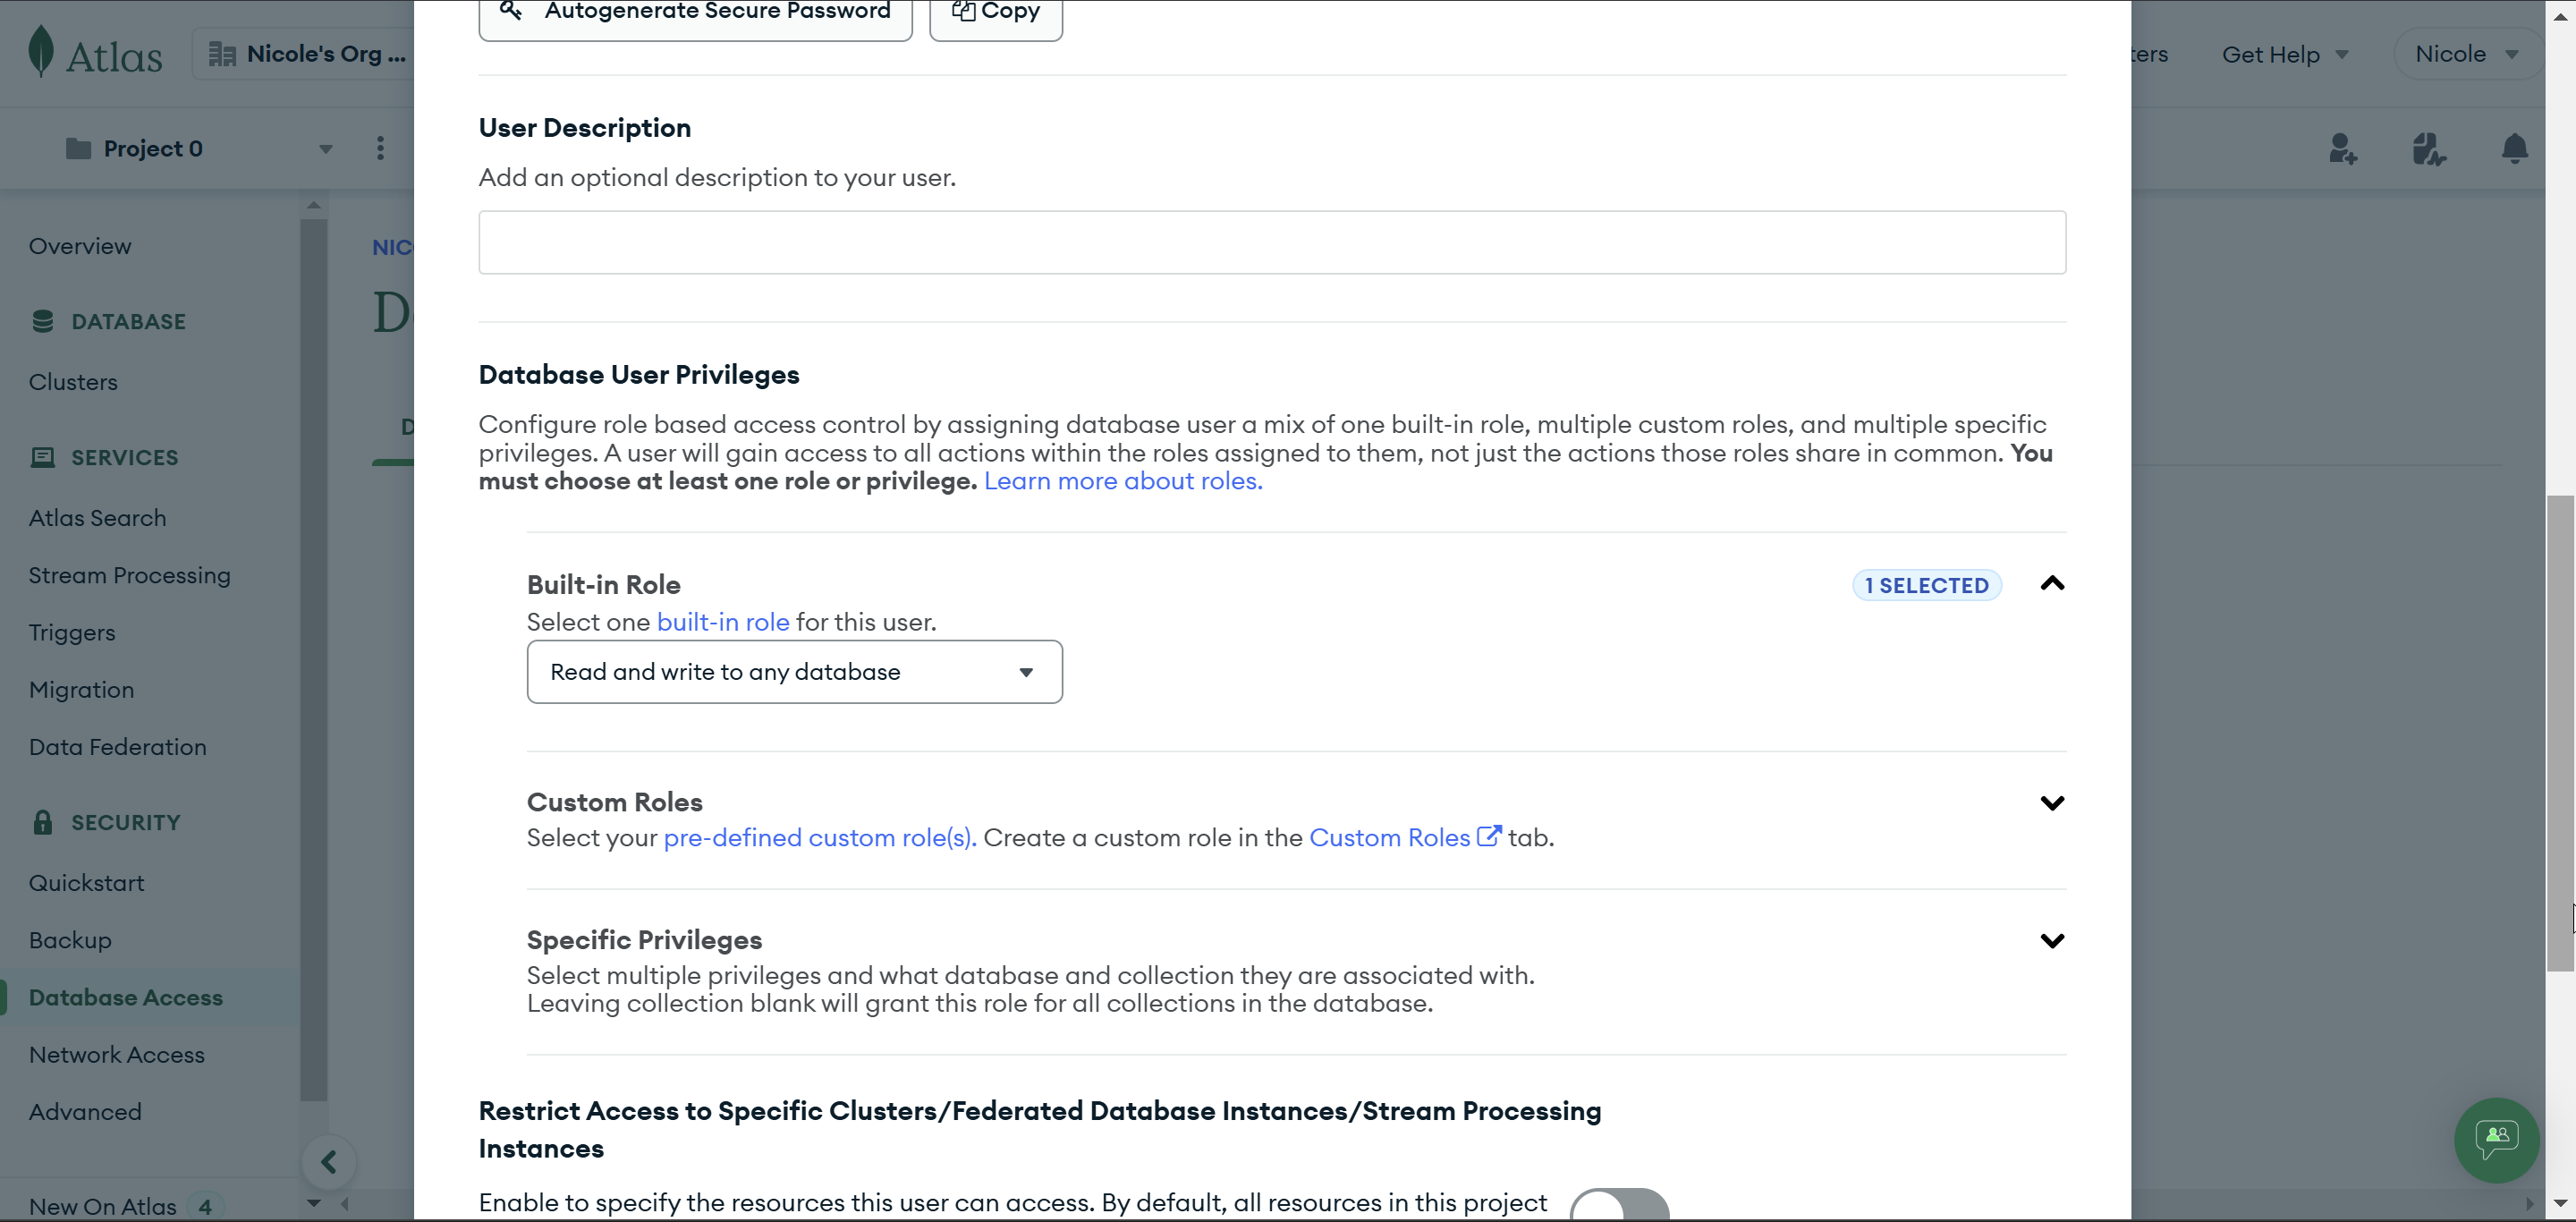 Atlas
Nicole's Org ...
Get Help
Nicole
Project 0
Overview
DATABASE
Clusters
SERVICES
Atlas Search
Stream Processing
Triggers
Migration
Data Federation
SECURITY
Quickstart
Backup
Database Access
Network Access
Advanced
New On Atlas 4
Autogenerate Secure Password
Copy
User Description
Add an optional description to your user.
Database User Privileges
Configure role based access control by assigning database user a mix of one built-in role, multiple custom roles, and multiple specific
privileges. A user will gain access to all actions within the roles assigned to them, not just the actions those roles share in common. You
must choose at least one role or privilege. Learn more about roles.
Built-in Role
1 SELECTED
Select one built-in role for this user.
Read and write to any database
Custom Roles
Select your pre-defined custom role(s). Create a custom role in the Custom Roles tab.
Specific Privileges
Select multiple privileges and what database and collection they are associated with.
Leaving collection blank will grant this role for all collections in the database.
Restrict Access to Specific Clusters/Federated Database Instances/Stream Processing
Instances
Enable to specify the resources this user can access. By default, all resources in this project